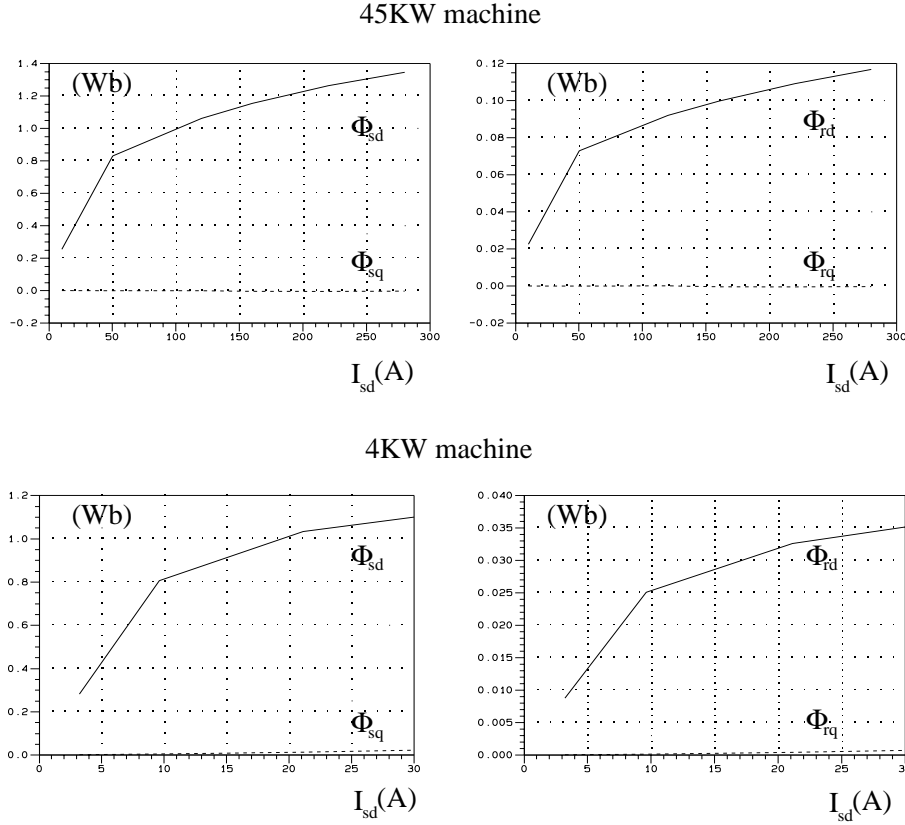 45KW machine
(Wb)
1.4
1.2
1.0
0.8
0.6
0.4
0.2
0.0
-0.2
Φsd
Φsq
0 50 100 150 200 250 300
Isd(A)
(Wb)
0.12
0.10
0.08
0.06
0.04
0.02
0.00
-0.02
Φrd
Φrq
0 50 100 150 200 250 300
Isd(A)
4KW machine
(Wb)
1.2
1.0
0.8
0.6
0.4
0.2
0.0
Φsd
Φsq
0 5 10 15 20 25 30
Isd(A)
(Wb)
0.040
0.035
0.030
0.025
0.020
0.015
0.010
0.005
0.000
Φrd
Φrq
0 5 10 15 20 25 30
Isd(A)